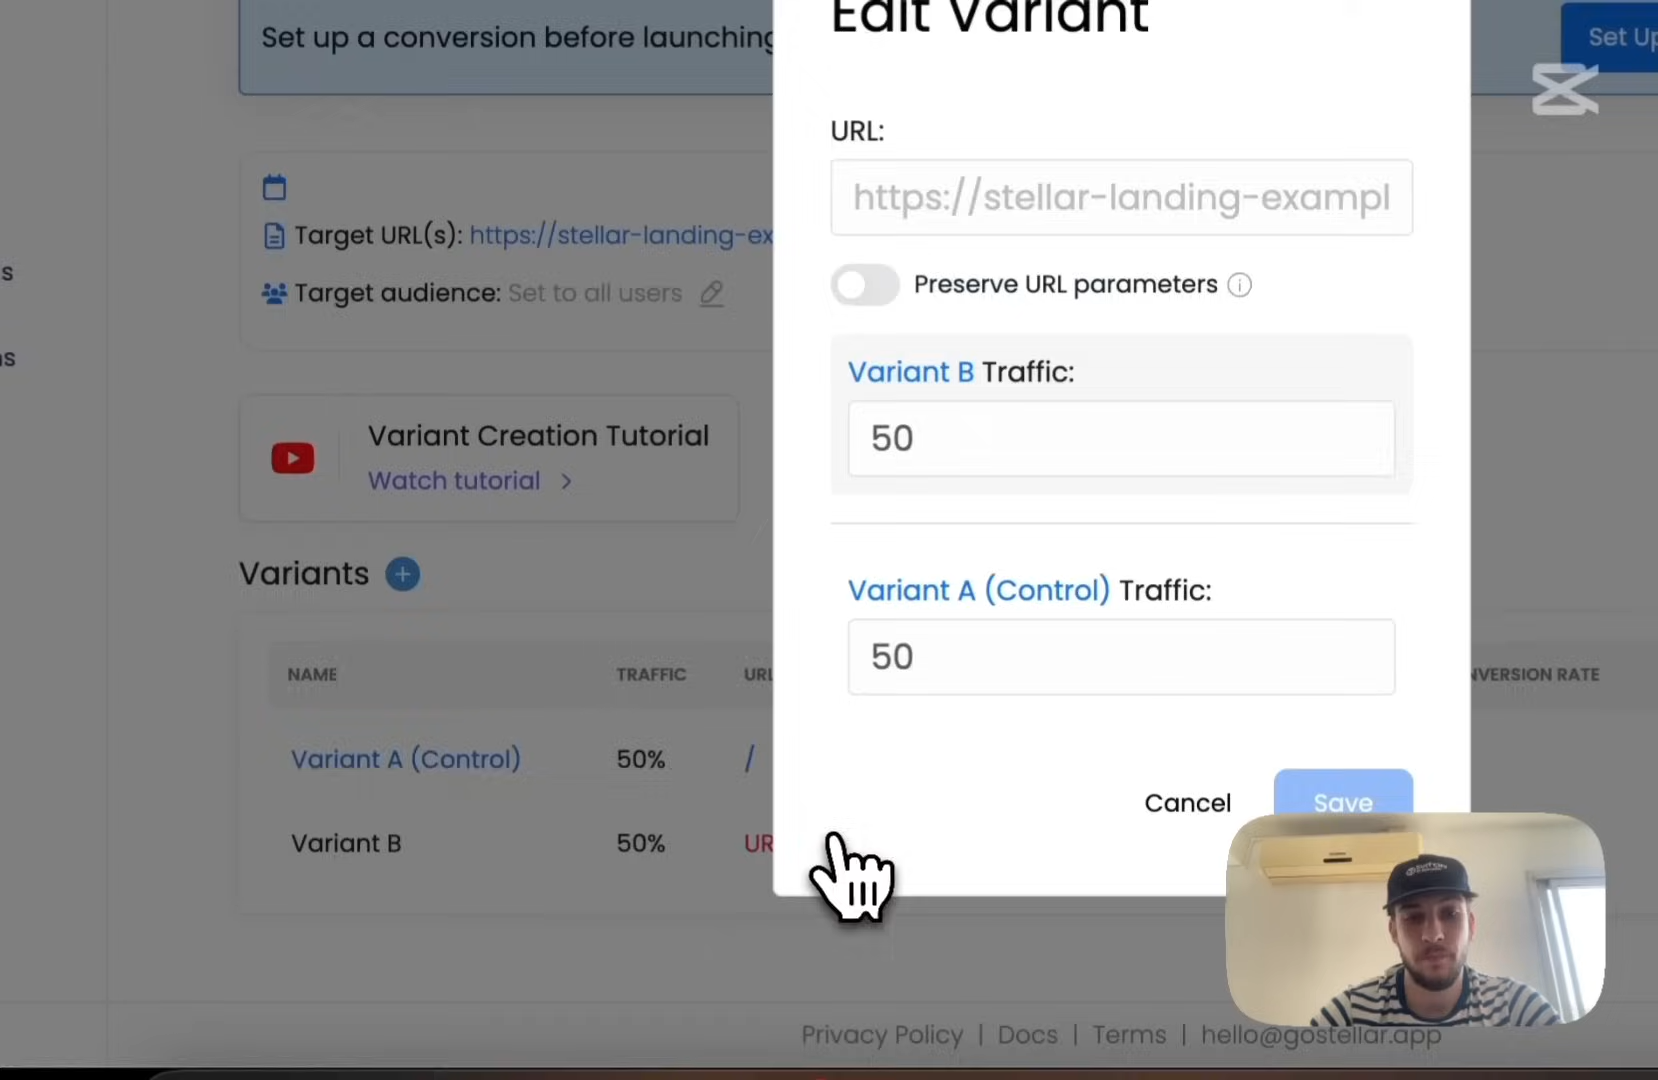 Edit Variant
Set up a conversion before launching
Set Up
URL:
https://stellar-landing-exampl
Target URL(s): https://stellar-landing-ex
Preserve URL parameters
Target audience: Set to all users
Variant B Traffic:
50
Variant Creation Tutorial
Watch tutorial >
Variants
Variant A (Control) Traffic:
50
NAME
TRAFFIC
URL
NVERSION RATE
Variant A (Control)
50%
/
Cancel
Save
Variant B
50%
UR
s
ns
Privacy Policy | Docs | Terms | hello@gostellar.app